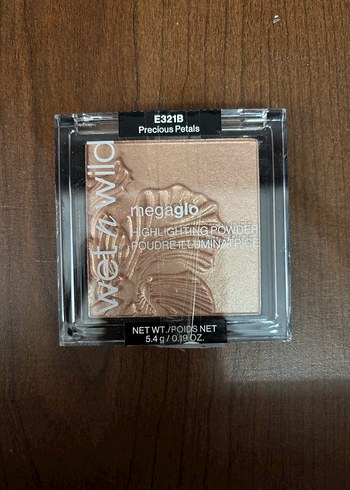 E321B
Precious Petals
wet n wild
megaglo
HIGHLIGHTING POWDER
POUDRE ILLUMINATRICE
NET WT./POIDS NET
5.4 g / 0.19 OZ.